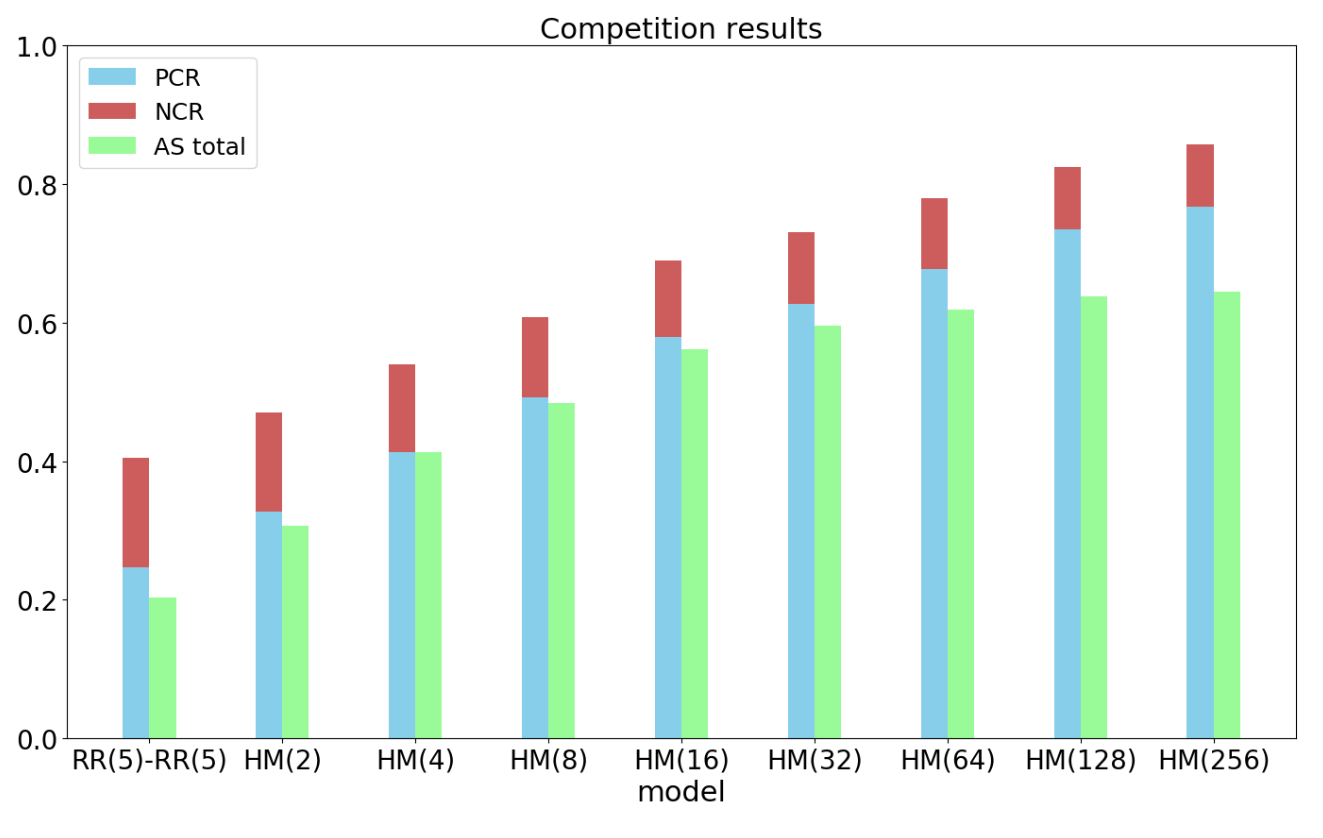 Competition results
1.0
0.8
0.6
0.4
0.2
0.0
PCR
NCR
AS total
RR(5)-RR(5) HM(2) HM(4) HM(8) HM(16) HM(32) HM(64) HM(128) HM(256)
model